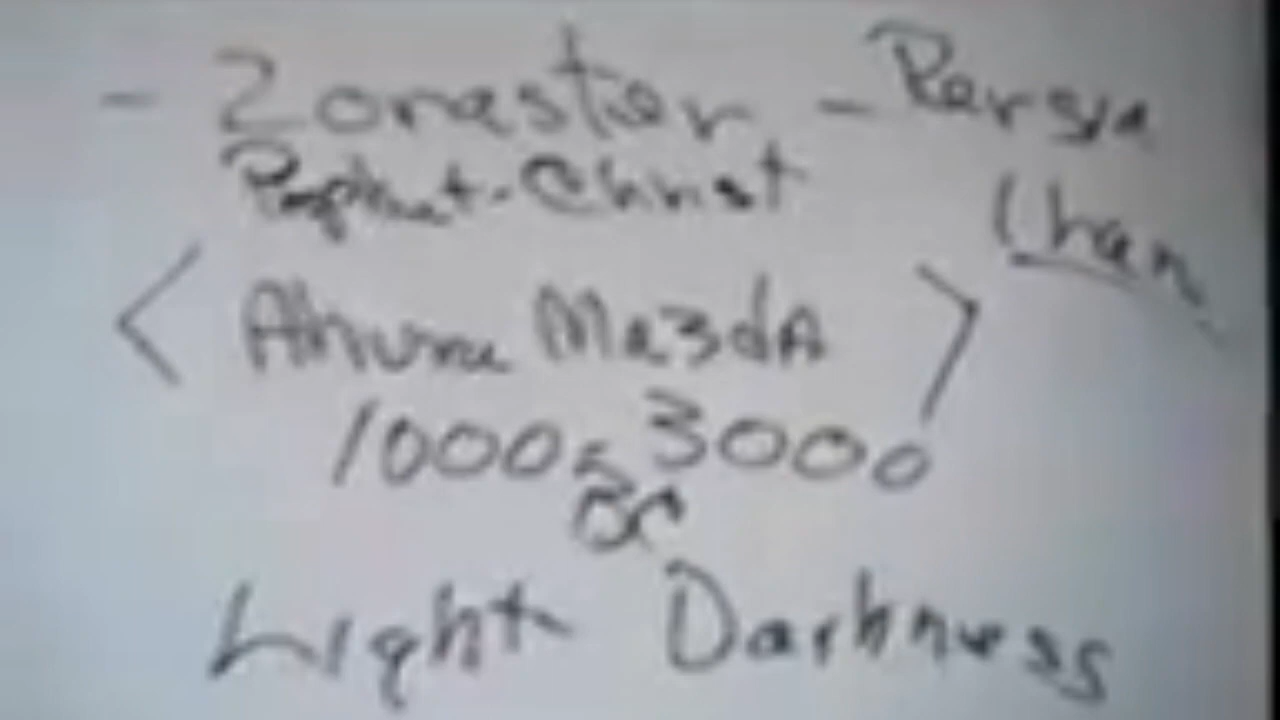 - Zoraster - Persia
Prophet - Christ
Iran
< Ahura MazdA >
1000 - 3000
BC
Light Darkness